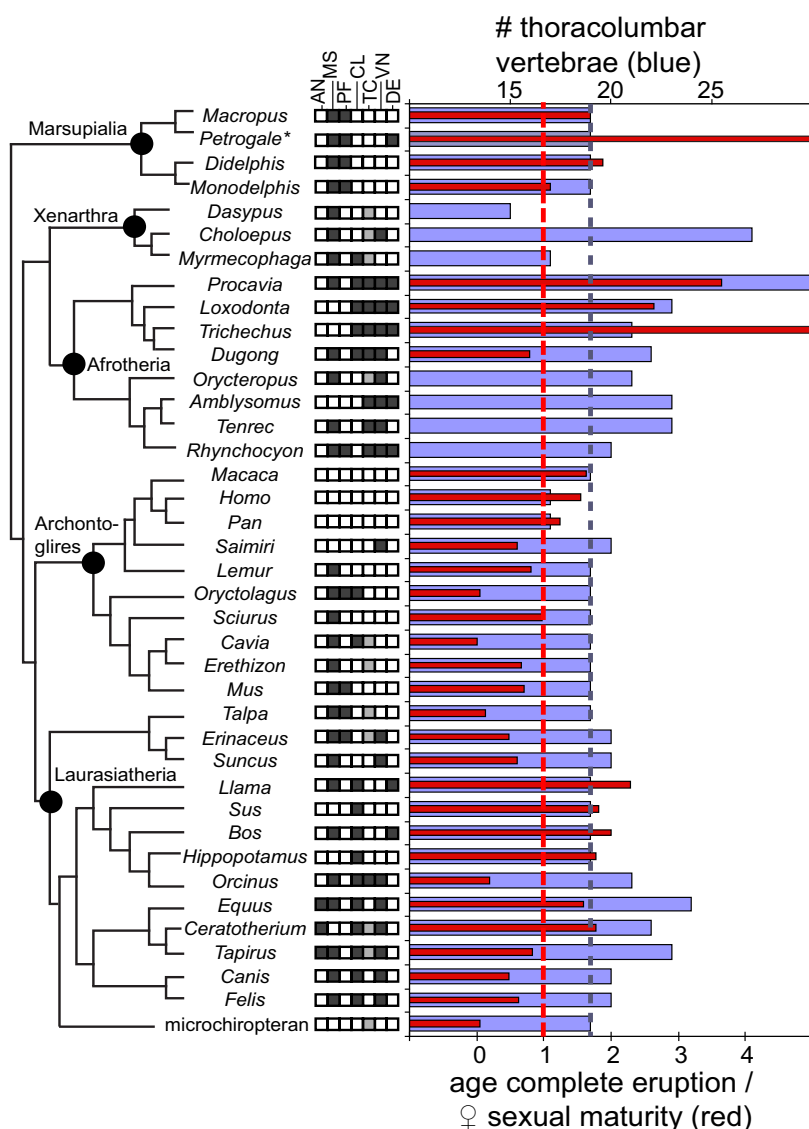 # thoracolumbar
vertebrae (blue)
AN MS PF CL TC VN DE
15 20 25
Marsupialia
Macropus
Petrogale*
Didelphis
Monodelphis
Xenarthra
Dasypus
Choloepus
Myrmecophaga
Procavia
Loxodonta
Trichechus
Afrotheria
Dugong
Orycteropus
Amblysomus
Tenrec
Rhynchocyon
Macaca
Homo
Archonto-
glires
Pan
Saimiri
Lemur
Oryctolagus
Sciurus
Cavia
Erethizon
Mus
Talpa
Erinaceus
Suncus
Laurasiatheria
Llama
Sus
Bos
Hippopotamus
Orcinus
Equus
Ceratotherium
Tapirus
Canis
Felis
microchiropteran
0 1 2 3 4
age complete eruption /
♀ sexual maturity (red)